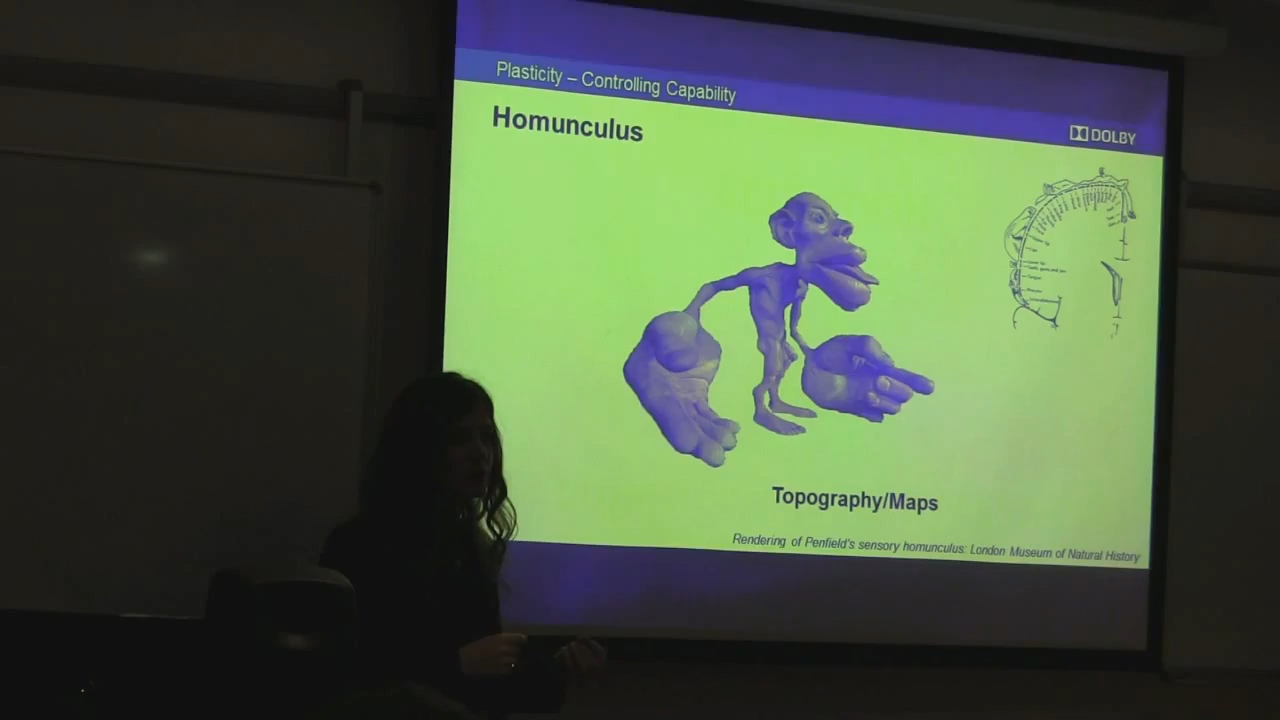 Plasticity – Controlling Capability
Homunculus
DOLBY
Topography/Maps
Rendering of Penfield's sensory homunculus: London Museum of Natural History